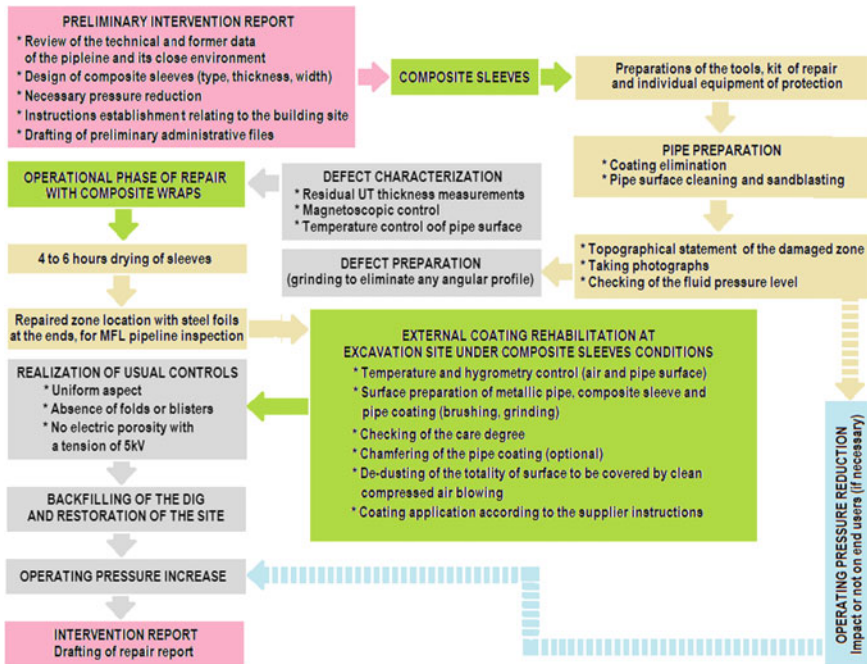 PRELIMINARY INTERVENTION REPORT
* Review of the technical and former data
of the pipleine and its close environment
* Design of composite sleeves (type, thickness, width)
* Necessary pressure reduction
* Instructions establishment relating to the building site
* Drafting of preliminary administrative files
COMPOSITE SLEEVES
Preparations of the tools, kit of repair
and individual equipment of protection
PIPE PREPARATION
* Coating elimination
* Pipe surface cleaning and sandblasting
* Topographical statement of the damaged zone
* Taking photographs
* Checking of the fluid pressure level
DEFECT PREPARATION
(grinding to eliminate any angular profile)
DEFECT CHARACTERIZATION
* Residual UT thickness measurements
* Magnetoscopic control
* Temperature control oof pipe surface
OPERATIONAL PHASE OF REPAIR
WITH COMPOSITE WRAPS
4 to 6 hours drying of sleeves
Repaired zone location with steel foils
at the ends, for MFL pipeline inspection
EXTERNAL COATING REHABILITATION AT
EXCAVATION SITE UNDER COMPOSITE SLEEVES
CONDITIONS
* Temperature and hygrometry control (air and pipe surface)
* Surface preparation of metallic pipe, composite sleeve and
pipe coating (brushing, grinding)
* Checking of the care degree
* Chamfering of the pipe coating (optional)
* De-dusting of the totality of surface to be covered by clean
compressed air blowing
* Coating application according to the supplier instructions
REALIZATION OF USUAL CONTROLS
* Uniform aspect
* Absence of folds or blisters
* No electric porosity with
a tension of 5kV
BACKFILLING OF THE DIG
AND RESTORATION OF THE SITE
OPERATING PRESSURE INCREASE
INTERVENTION REPORT
Drafting of repair report
OPERATING PRESSURE REDUCTION
Impact or not on end users (if necessary)